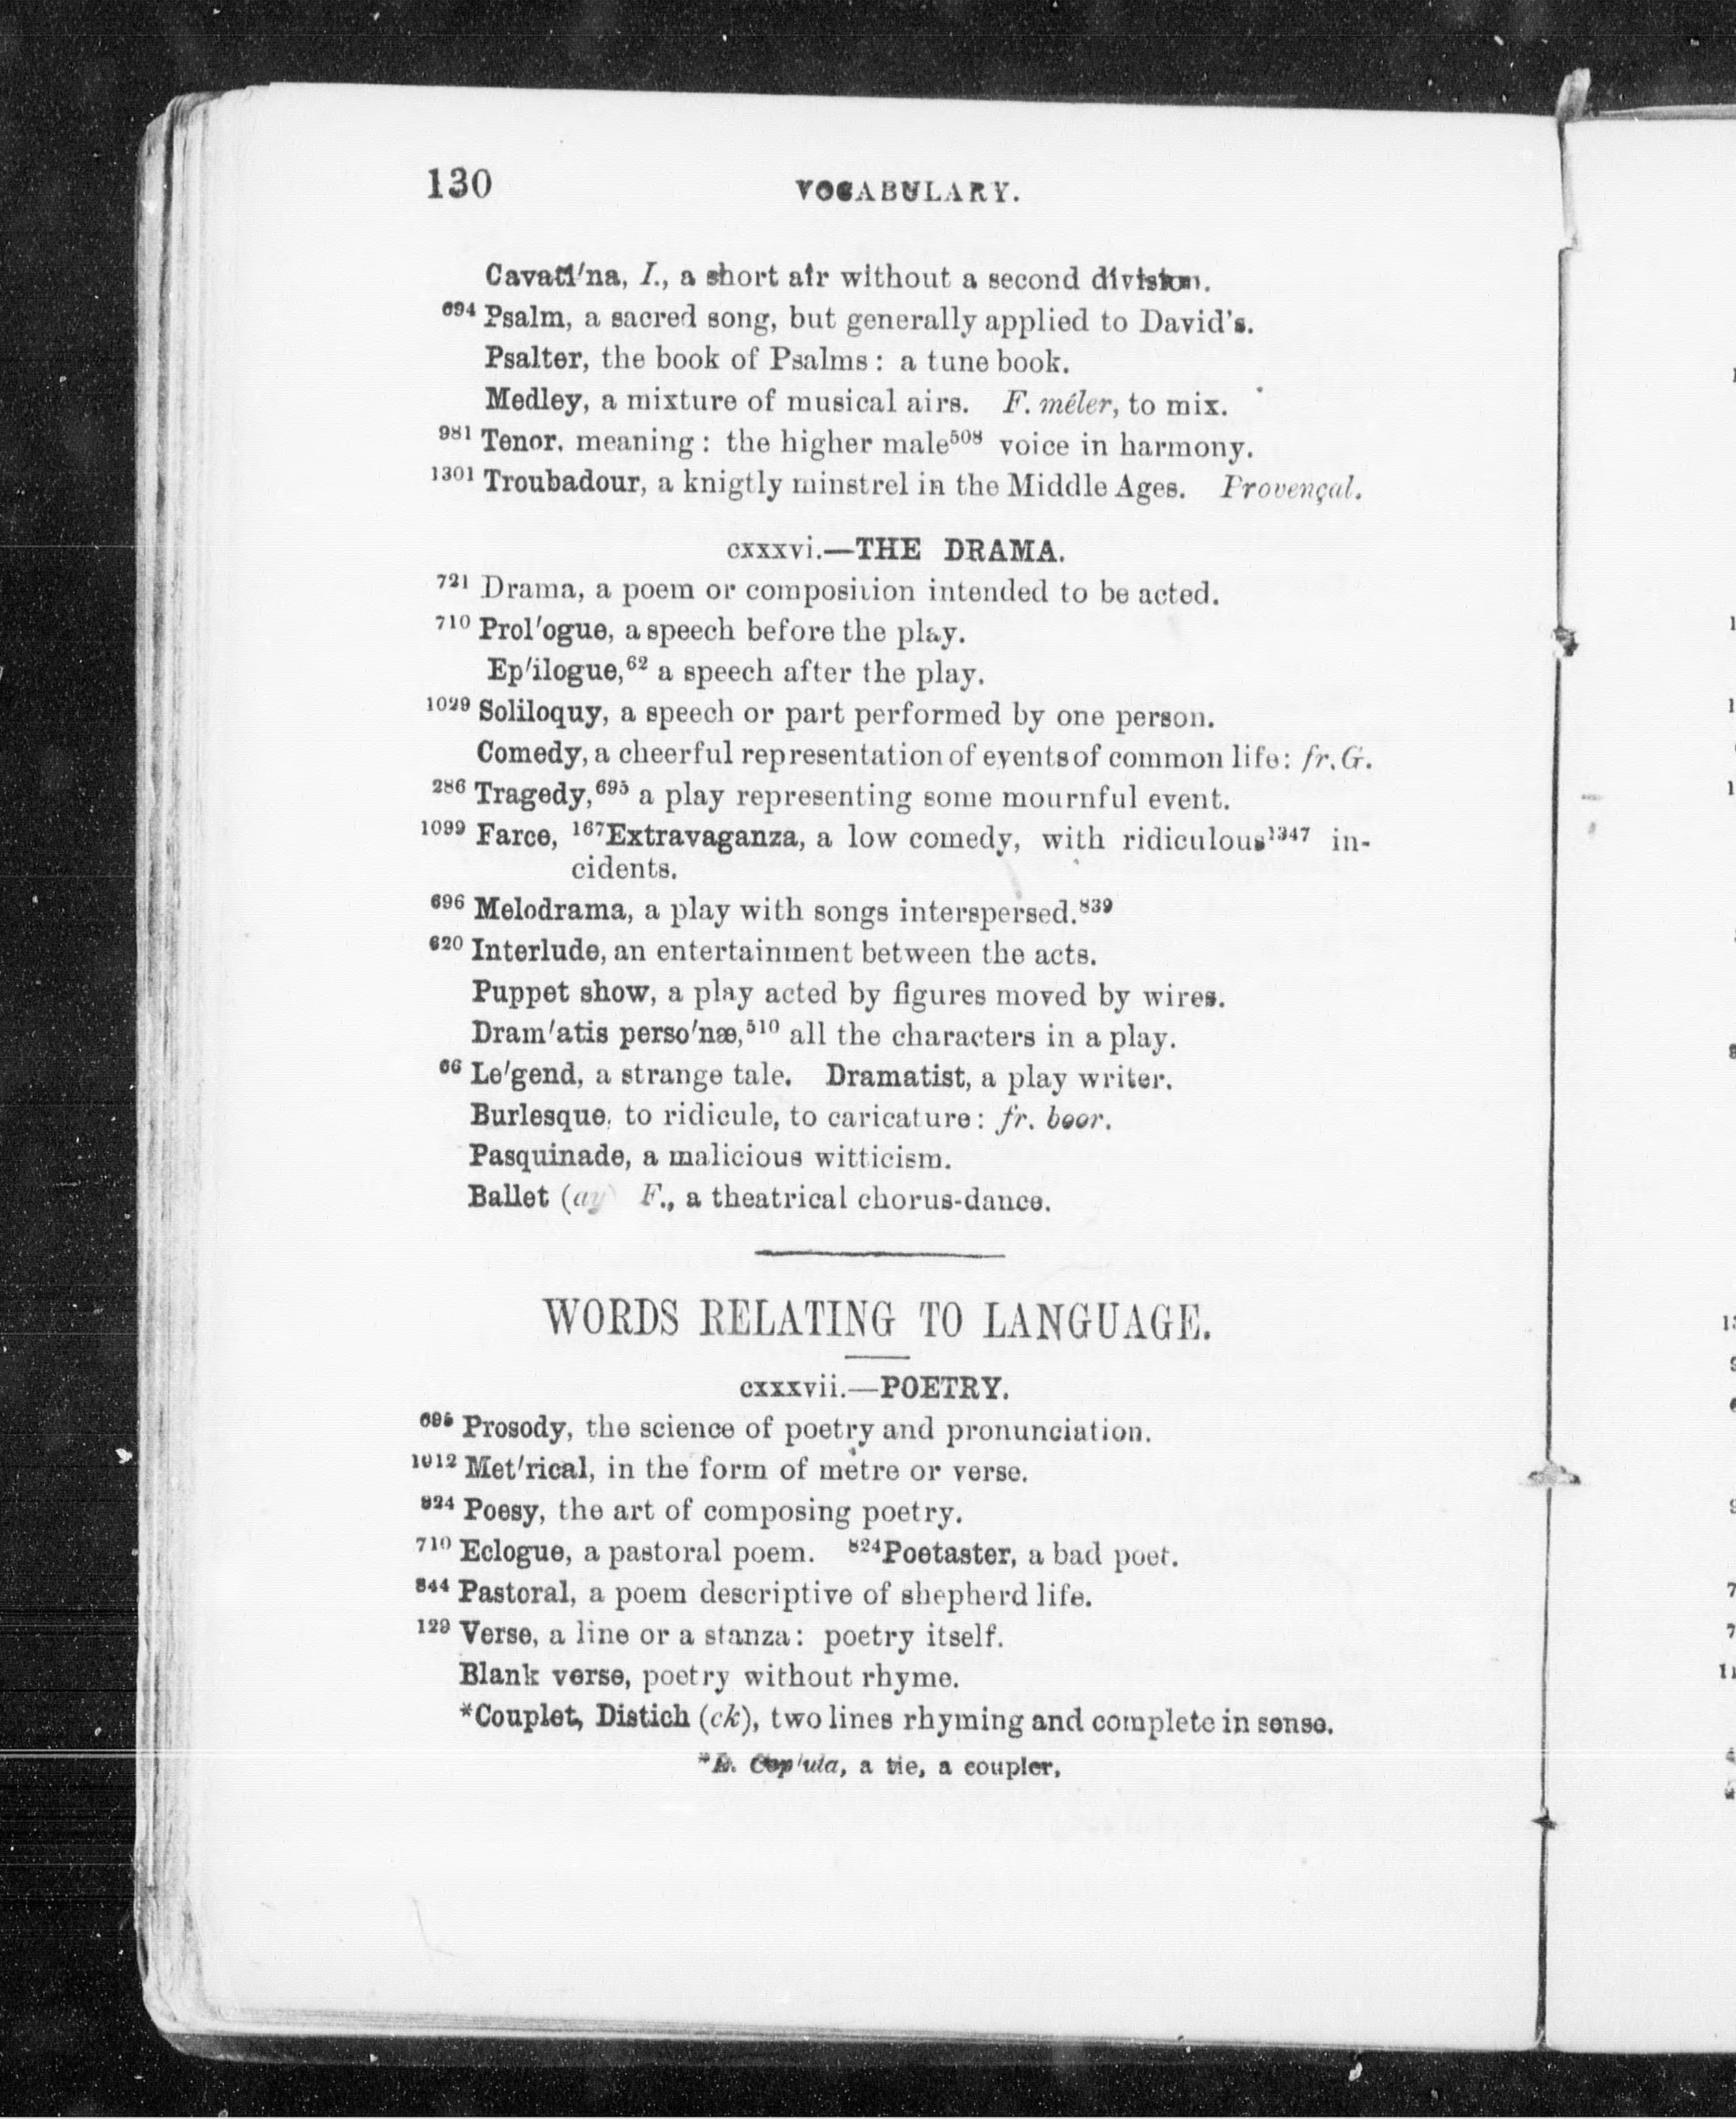 130 VOCABULARY.
Cavati'na, I., a short air without a second division.
694 Psalm, a sacred song, but generally applied to David's.
Psalter, the book of Psalms: a tune book.
Medley, a mixture of musical airs. F. méler, to mix.
981 Tenor, meaning: the higher male508 voice in harmony.
1301 Troubadour, a knigtly minstrel in the Middle Ages. Provençal.
cxxxvi.—THE DRAMA.
721 Drama, a poem or composition intended to be acted.
710 Prol'ogue, a speech before the play.
Ep'ilogue,62 a speech after the play.
1029 Soliloquy, a speech or part performed by one person.
Comedy, a cheerful representation of events of common life: fr. G.
286 Tragedy,695 a play representing some mournful event.
1099 Farce, 167Extravaganza, a low comedy, with ridiculous1347 in-
cidents.
696 Melodrama, a play with songs interspersed.839
620 Interlude, an entertainment between the acts.
Puppet show, a play acted by figures moved by wires.
Dram'atis perso'næ,510 all the characters in a play.
66 Le'gend, a strange tale. Dramatist, a play writer.
Burlesque, to ridicule, to caricature: fr. boor.
Pasquinade, a malicious witticism.
Ballet (ay) F., a theatrical chorus-dance.
WORDS RELATING TO LANGUAGE.
cxxxvii.—POETRY.
695 Prosody, the science of poetry and pronunciation.
1012 Met'rical, in the form of metre or verse.
824 Poesy, the art of composing poetry.
710 Eclogue, a pastoral poem. 824Poetaster, a bad poet.
844 Pastoral, a poem descriptive of shepherd life.
129 Verse, a line or a stanza: poetry itself.
Blank verse, poetry without rhyme.
*Couplet, Distich (ck), two lines rhyming and complete in sense.
*L. Cop'ula, a tie, a coupler,